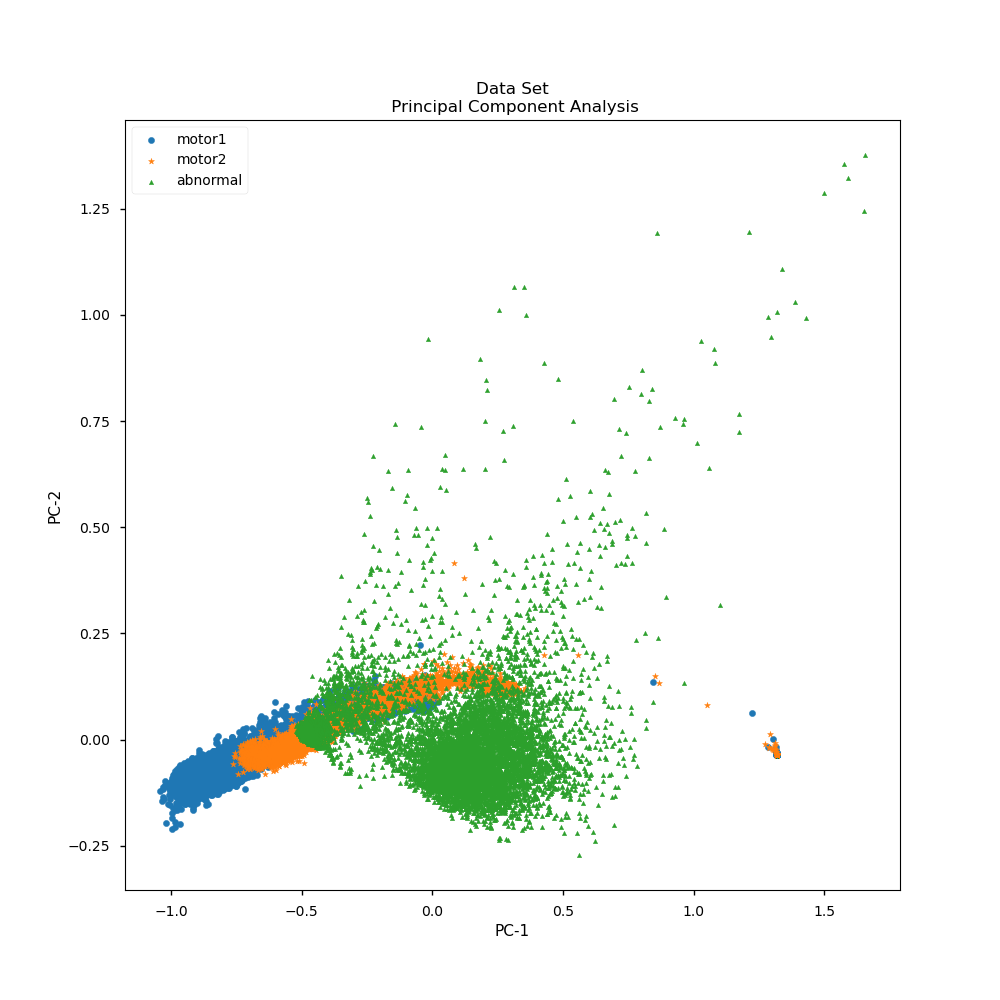 Data Set
Principal Component Analysis
motor1
motor2
abnormal
1.25
1.00
0.75
0.50
0.25
0.00
−0.25
PC-2
−1.0
−0.5
0.0
0.5
1.0
1.5
PC-1